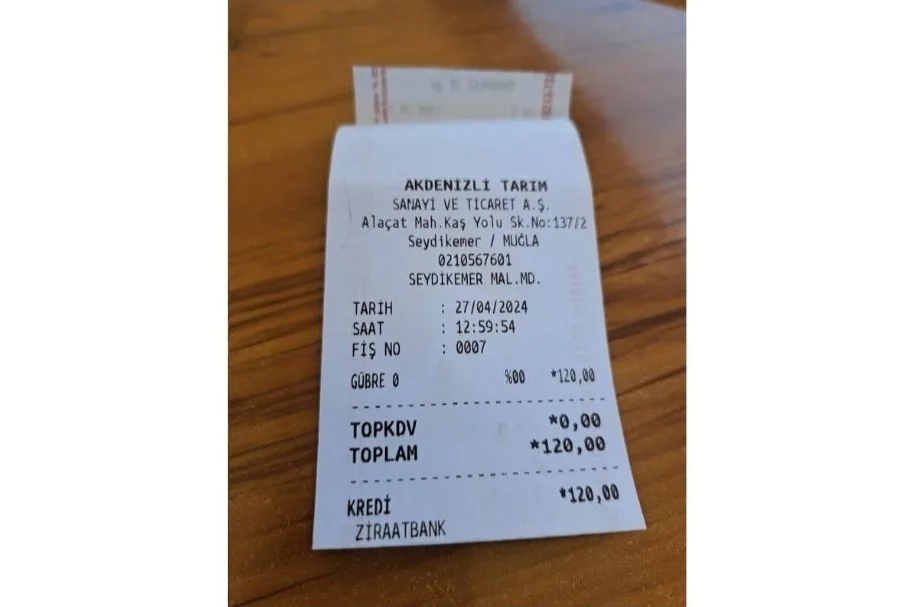 AKDENİZLİ TARIM
SANAYİ VE TİCARET A.Ş.
Alaçat Mah.Kaş Yolu Sk.No:137/2
Seydikemer / MUĞLA
0210567601
SEYDİKEMER MAL.MD.
TARİH : 27/04/2024
SAAT : 12:59:54
FİŞ NO : 0007
GÜBRE 0 %00 *120,00
TOPKDV *0,00
TOPLAM *120,00
KREDİ *120,00
ZİRAATBANK